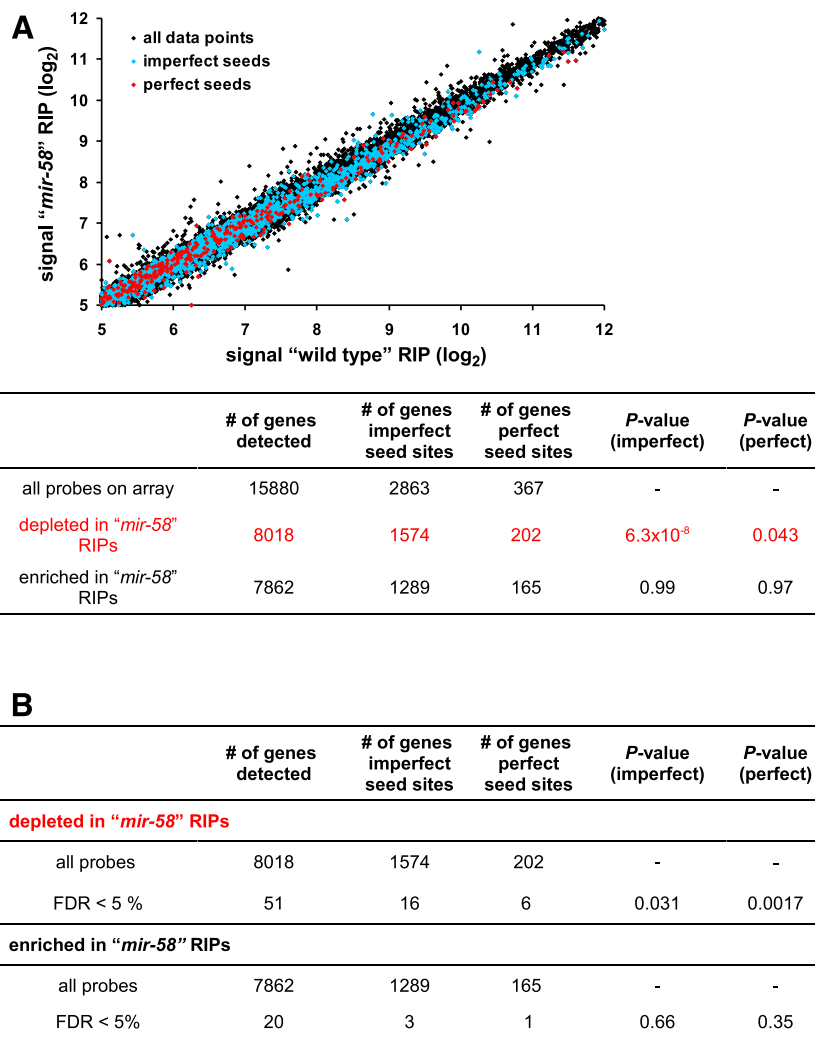 A
signal “mir-58” RIP (log2)
12
11
10
9
8
7
6
5
all data points
imperfect seeds
perfect seeds
5 6 7 8 9 10 11 12
signal “wild type” RIP (log2)
# of genes detected
# of genes imperfect seed sites
# of genes perfect seed sites
P-value (imperfect)
P-value (perfect)
all probes on array 15880 2863 367 - -
depleted in “mir-58” RIPs 8018 1574 202 6.3x10-8 0.043
enriched in “mir-58” RIPs 7862 1289 165 0.99 0.97
B
# of genes detected
# of genes imperfect seed sites
# of genes perfect seed sites
P-value (imperfect)
P-value (perfect)
depleted in “mir-58” RIPs
all probes 8018 1574 202 - -
FDR < 5 % 51 16 6 0.031 0.0017
enriched in “mir-58” RIPs
all probes 7862 1289 165 - -
FDR < 5% 20 3 1 0.66 0.35